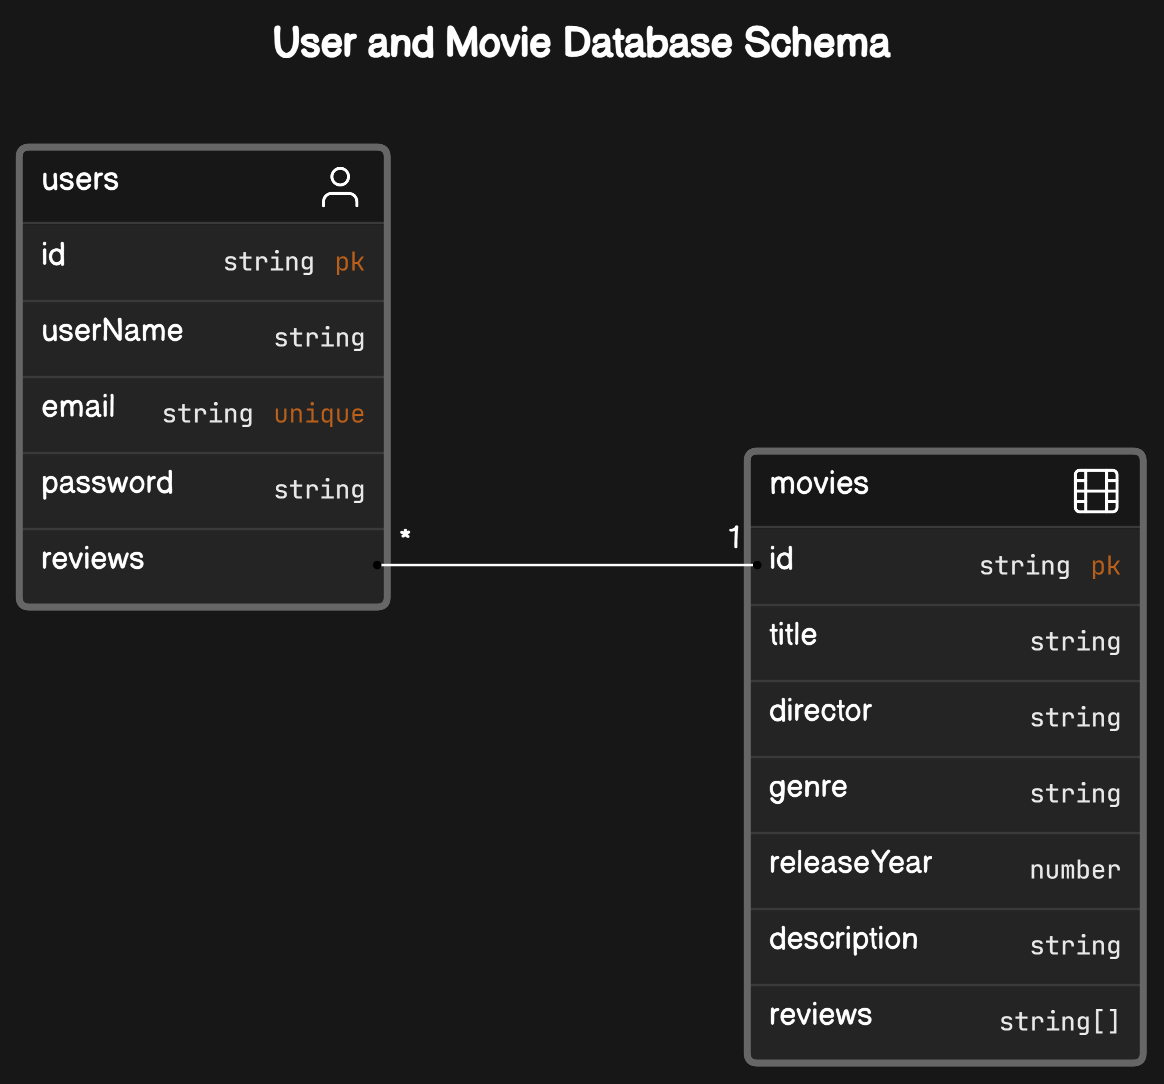 User and Movie Database Schema
users
id string pk
userName string
email string unique
password string
reviews
* 1
movies
id string pk
title string
director string
genre string
releaseYear number
description string
reviews string[]